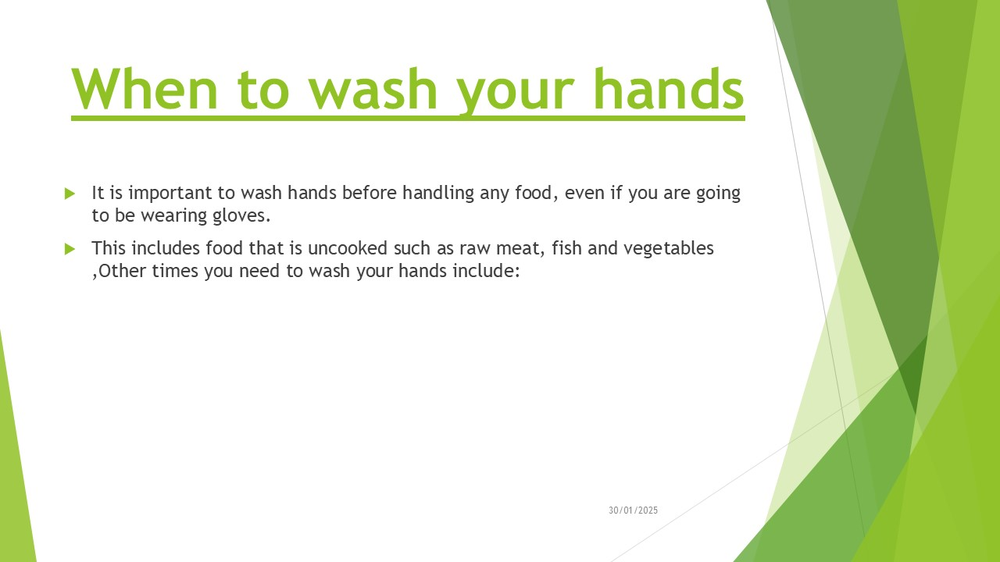 When to wash your hands
It is important to wash hands before handling any food, even if you are going
to be wearing gloves.
This includes food that is uncooked such as raw meat, fish and vegetables
,Other times you need to wash your hands include:
30/01/2025